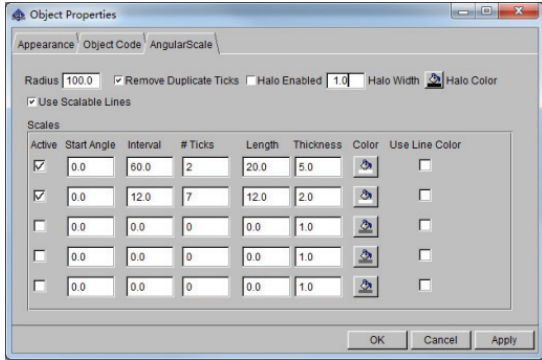 Object Properties
Appearance Object Code AngularScale
Radius 100.0 Remove Duplicate Ticks Halo Enabled 1.0 Halo Width Halo Color
Use Scalable Lines
Scales
Active Start Angle Interval # Ticks Length Thickness Color Use Line Color
0.0 60.0 2 20.0 5.0
0.0 12.0 7 12.0 2.0
0.0 0.0 0 0.0 1.0
0.0 0.0 0 0.0 1.0
0.0 0.0 0 0.0 1.0
OK Cancel Apply